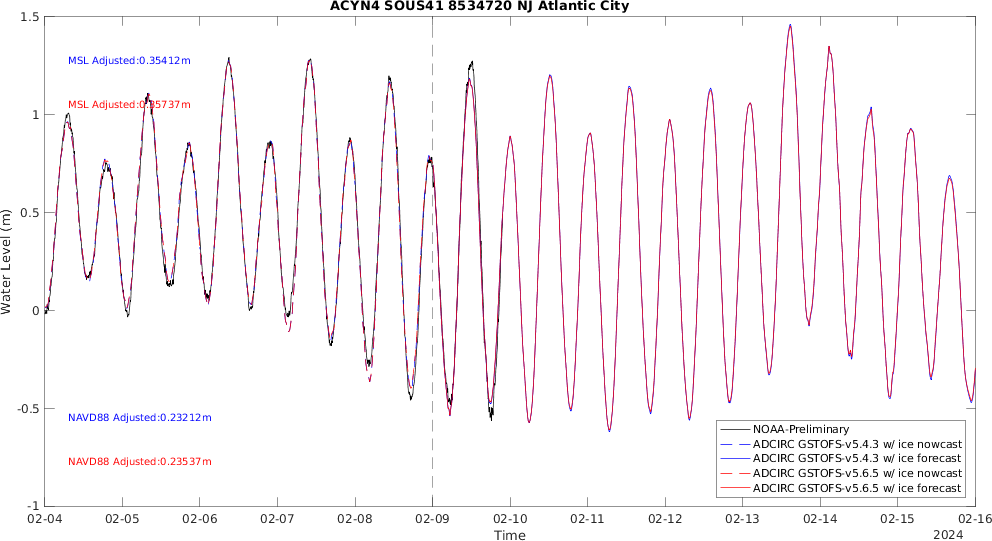 ACYN4 SOUS41 8534720 NJ Atlantic City
1.5
MSL Adjusted:0.35412m
MSL Adjusted:0.35737m
1
0.5
Water Level (m)
0
-0.5
NAVD88 Adjusted:0.23212m
NAVD88 Adjusted:0.23537m
NOAA-Preliminary
ADCIRC GSTOFS-v5.4.3 w/ ice nowcast
ADCIRC GSTOFS-v5.4.3 w/ ice forecast
ADCIRC GSTOFS-v5.6.5 w/ ice nowcast
ADCIRC GSTOFS-v5.6.5 w/ ice forecast
-1
02-04 02-05 02-06 02-07 02-08 02-09 02-10 02-11 02-12 02-13 02-14 02-15 02-16
Time
2024